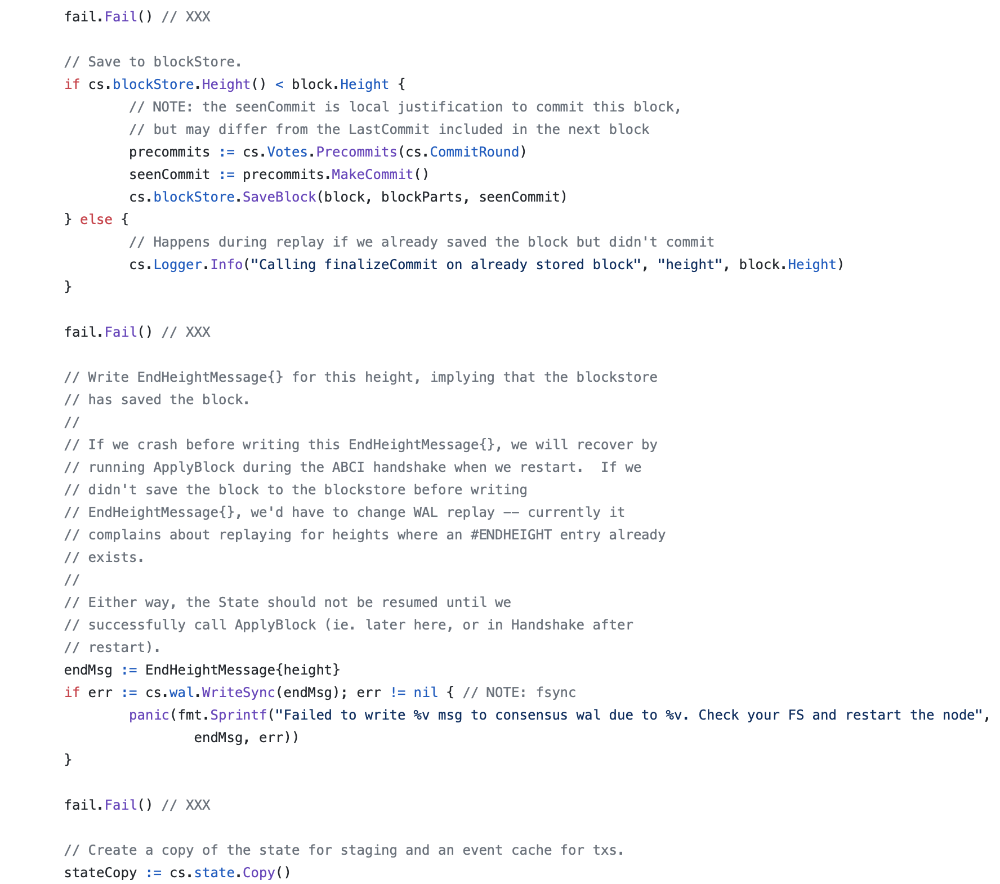 fail.Fail() // XXX
// Save to blockStore.
if cs.blockStore.Height() < block.Height {
// NOTE: the seenCommit is local justification to commit this block,
// but may differ from the LastCommit included in the next block
precommits := cs.Votes.Precommits(cs.CommitRound)
seenCommit := precommits.MakeCommit()
cs.blockStore.SaveBlock(block, blockParts, seenCommit)
} else {
// Happens during replay if we already saved the block but didn't commit
cs.Logger.Info("Calling finalizeCommit on already stored block", "height", block.Height)
}
fail.Fail() // XXX
// Write EndHeightMessage{} for this height, implying that the blockstore
// has saved the block.
//
// If we crash before writing this EndHeightMessage{}, we will recover by
// running ApplyBlock during the ABCI handshake when we restart.  If we
// didn't save the block to the blockstore before writing
// EndHeightMessage{}, we'd have to change WAL replay -- currently it
// complains about replaying for heights where an #ENDHEIGHT entry already
// exists.
//
// Either way, the State should not be resumed until we
// successfully call ApplyBlock (ie. later here, or in Handshake after
// restart).
endMsg := EndHeightMessage{height}
if err := cs.wal.WriteSync(endMsg); err != nil { // NOTE: fsync
panic(fmt.Sprintf("Failed to write %v msg to consensus wal due to %v. Check your FS and restart the node",
endMsg, err))
}
fail.Fail() // XXX
// Create a copy of the state for staging and an event cache for txs.
stateCopy := cs.state.Copy()